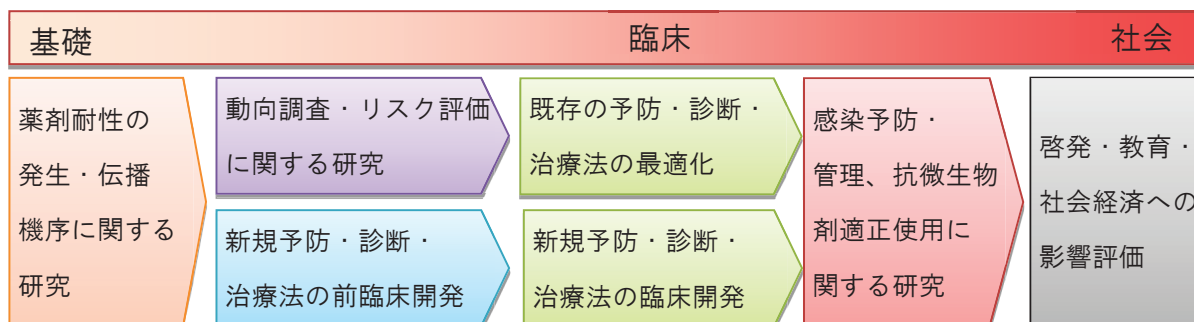 基礎
臨床
社会
薬剤耐性の
発生・伝播
機序に関する
研究
動向調査・リスク評価
に関する研究
新規予防・診断・
治療法の前臨床開発
既存の予防・診断・
治療法の最適化
新規予防・診断・
治療法の臨床開発
感染予防・
管理、抗微生物
剤適正使用に
関する研究
啓発・教育・
社会経済への
影響評価